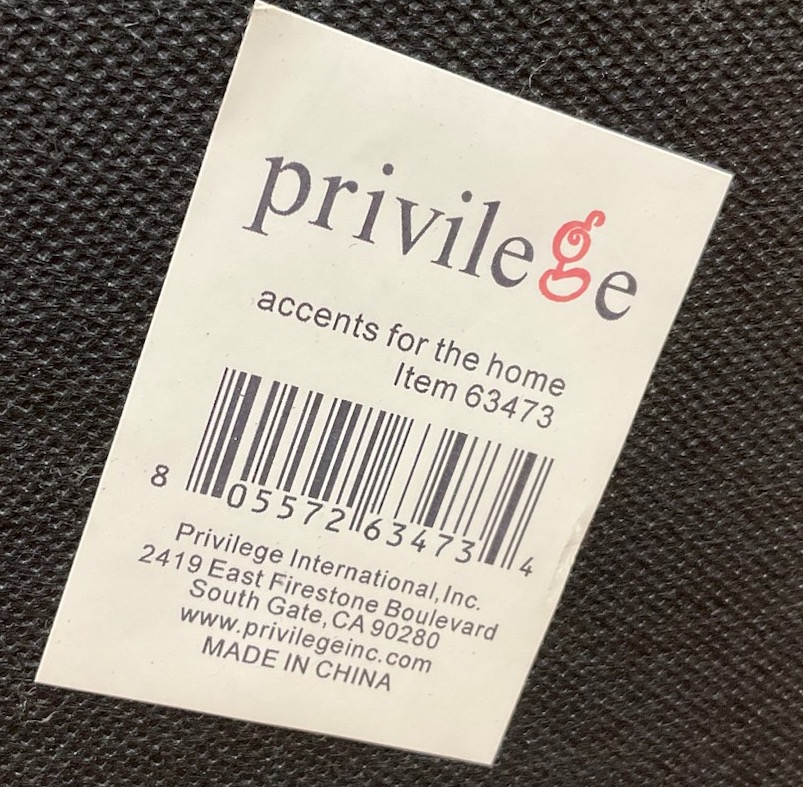 privilege
accents for the home
Item 63473
8 05572 63473 4
Privilege International, Inc.
2419 East Firestone Boulevard
South Gate, CA 90280
www.privilegeinc.com
MADE IN CHINA